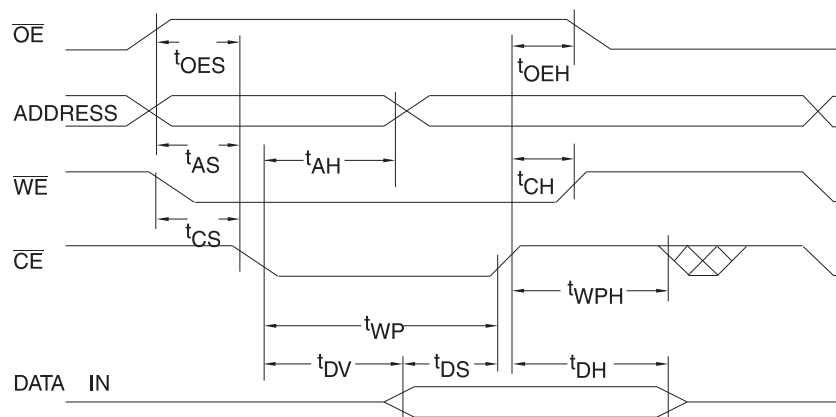 OE
tOES
tOEH
ADDRESS
tAS
tAH
WE
tCH
tCS
CE
tWPH
tWP
tDV
tDS
tDH
DATA IN